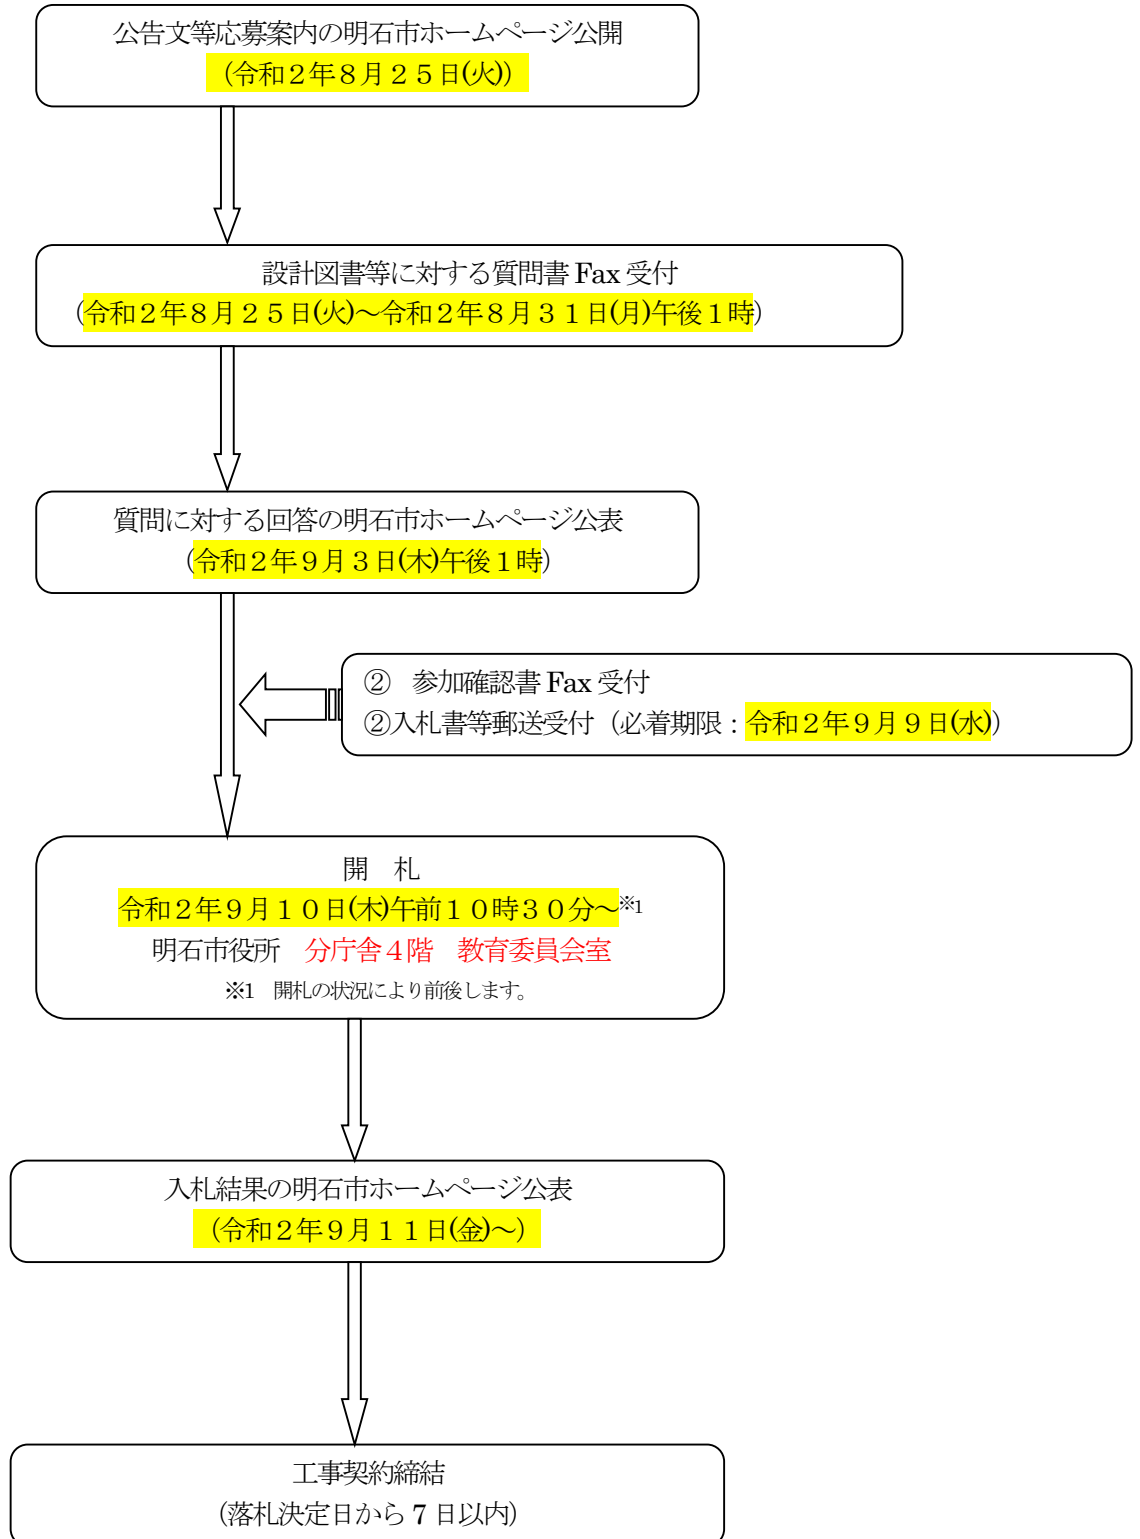 公告文等応募案内の明石市ホームページ公開
（令和２年８月２５日(火)）
設計図書等に対する質問書 Fax 受付
（令和２年８月２５日(火)～令和２年８月３１日(月)午後１時）
質問に対する回答の明石市ホームページ公表
（令和２年９月３日(木)午後１時）
②　参加確認書 Fax 受付
②入札書等郵送受付（必着期限：令和２年９月９日(水)）
開　札
令和２年９月１０日(木)午前１０時３０分～※1
明石市役所　分庁舎４階　教育委員会室
※1　開札の状況により前後します。
入札結果の明石市ホームページ公表
（令和２年９月１１日(金)～）
工事契約締結
（落札決定日から 7 日以内）